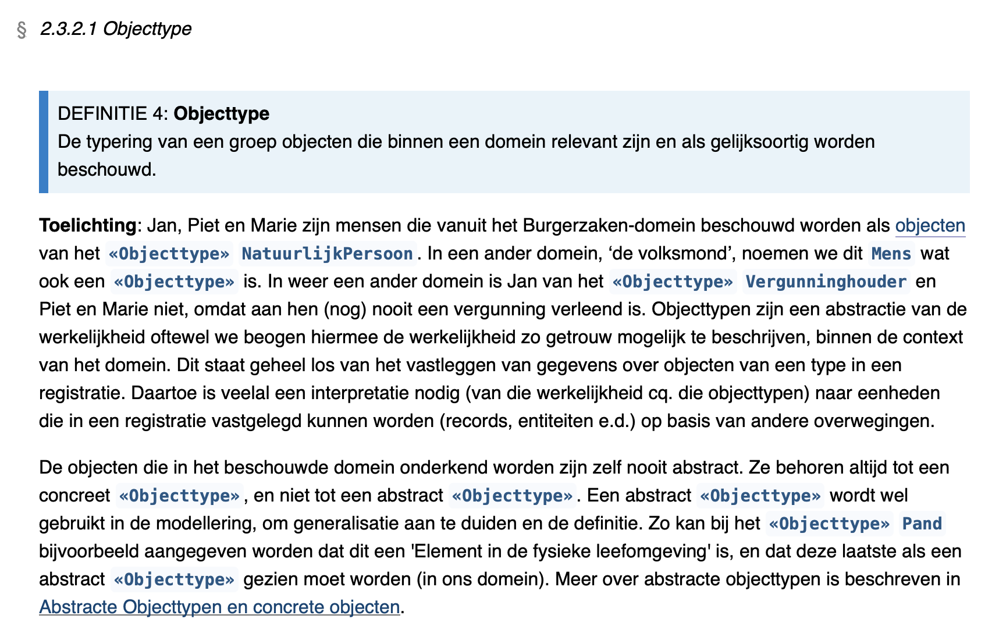 § 2.3.2.1 Objecttype
DEFINITIE 4: Objecttype
De typering van een groep objecten die binnen een domein relevant zijn en als gelijksoortig worden
beschouwd.
Toelichting: Jan, Piet en Marie zijn mensen die vanuit het Burgerzaken-domein beschouwd worden als objecten
van het «Objecttype» NatuurlijkPersoon. In een ander domein, ‘de volksmond’, noemen we dit Mens wat
ook een «Objecttype» is. In weer een ander domein is Jan van het «Objecttype» Vergunninghouder en
Piet en Marie niet, omdat aan hen (nog) nooit een vergunning verleend is. Objecttypen zijn een abstractie van de
werkelijkheid oftewel we beogen hiermee de werkelijkheid zo getrouw mogelijk te beschrijven, binnen de context
van het domein. Dit staat geheel los van het vastleggen van gegevens over objecten van een type in een
registratie. Daartoe is veelal een interpretatie nodig (van die werkelijkheid cq. die objecttypen) naar eenheden
die in een registratie vastgelegd kunnen worden (records, entiteiten e.d.) op basis van andere overwegingen.
De objecten die in het beschouwde domein onderkend worden zijn zelf nooit abstract. Ze behoren altijd tot een
concreet «Objecttype», en niet tot een abstract «Objecttype». Een abstract «Objecttype» wordt wel
gebruikt in de modellering, om generalisatie aan te duiden en de definitie. Zo kan bij het «Objecttype» Pand
bijvoorbeeld aangegeven worden dat dit een 'Element in de fysieke leefomgeving' is, en dat deze laatste als een
abstract «Objecttype» gezien moet worden (in ons domein). Meer over abstracte objecttypen is beschreven in
Abstracte Objecttypen en concrete objecten.